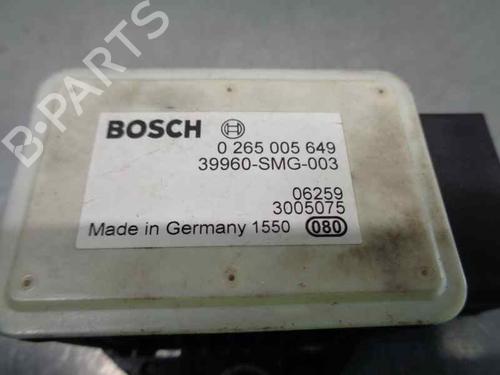 B-PARTS
BOSCH 0 265 005 649
39960-SMG-003
06259
3005075
Made in Germany 1550 080